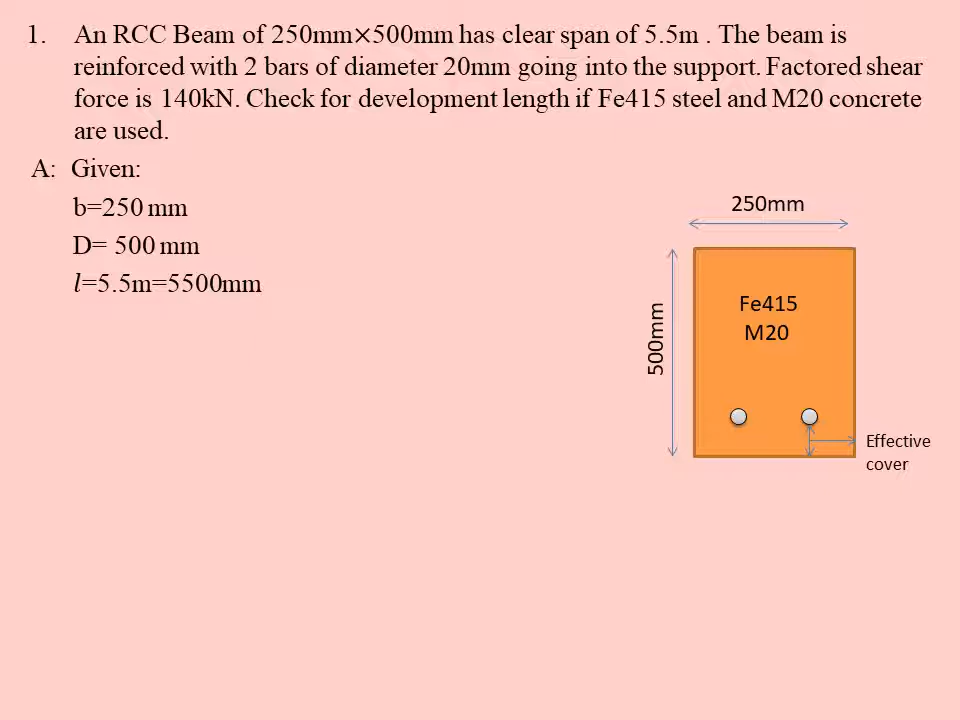 1. An RCC Beam of 250mm×500mm has clear span of 5.5m . The beam is
reinforced with 2 bars of diameter 20mm going into the support. Factored shear
force is 140kN. Check for development length if Fe415 steel and M20 concrete
are used.
A: Given:
b=250 mm
D= 500 mm
l=5.5m=5500mm
250mm
500mm
Fe415
M20
Effective
cover